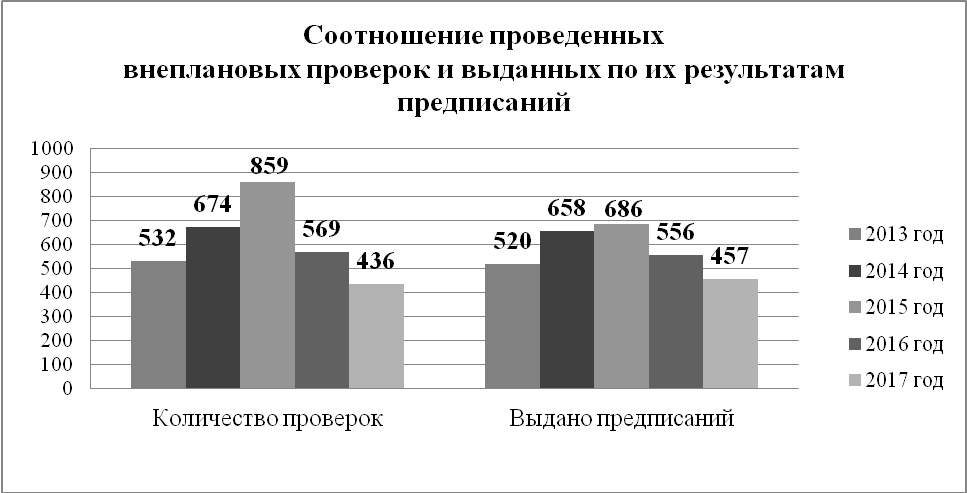 Соотношение проведенных
внеплановых проверок и выданных по их результатам
предписаний
1000
900
800
700
600
500
400
300
200
100
0
532
674
859
569
436
520
658
686
556
457
Количество проверок
Выдано предписаний
2013 год
2014 год
2015 год
2016 год
2017 год